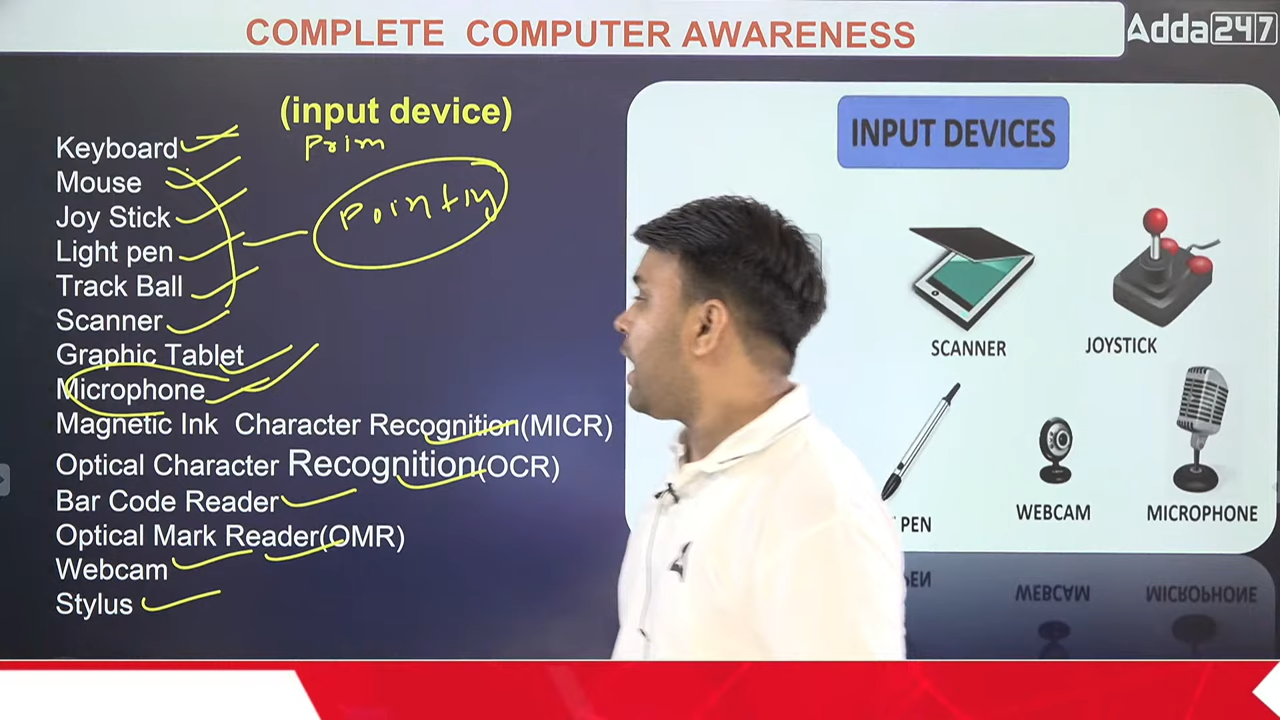 COMPLETE COMPUTER AWARENESS
Adda247
(input device)
Prim
Keyboard
Mouse
Joy Stick
Pointing
Light pen
Track Ball
Scanner
Graphic Tablet
Microphone
Magnetic Ink Character Recognition(MICR)
Optical Character Recognition(OCR)
Bar Code Reader
Optical Mark Reader(OMR)
Webcam
Stylus
INPUT DEVICES
SCANNER
JOYSTICK
PEN
WEBCAM
MICROPHONE